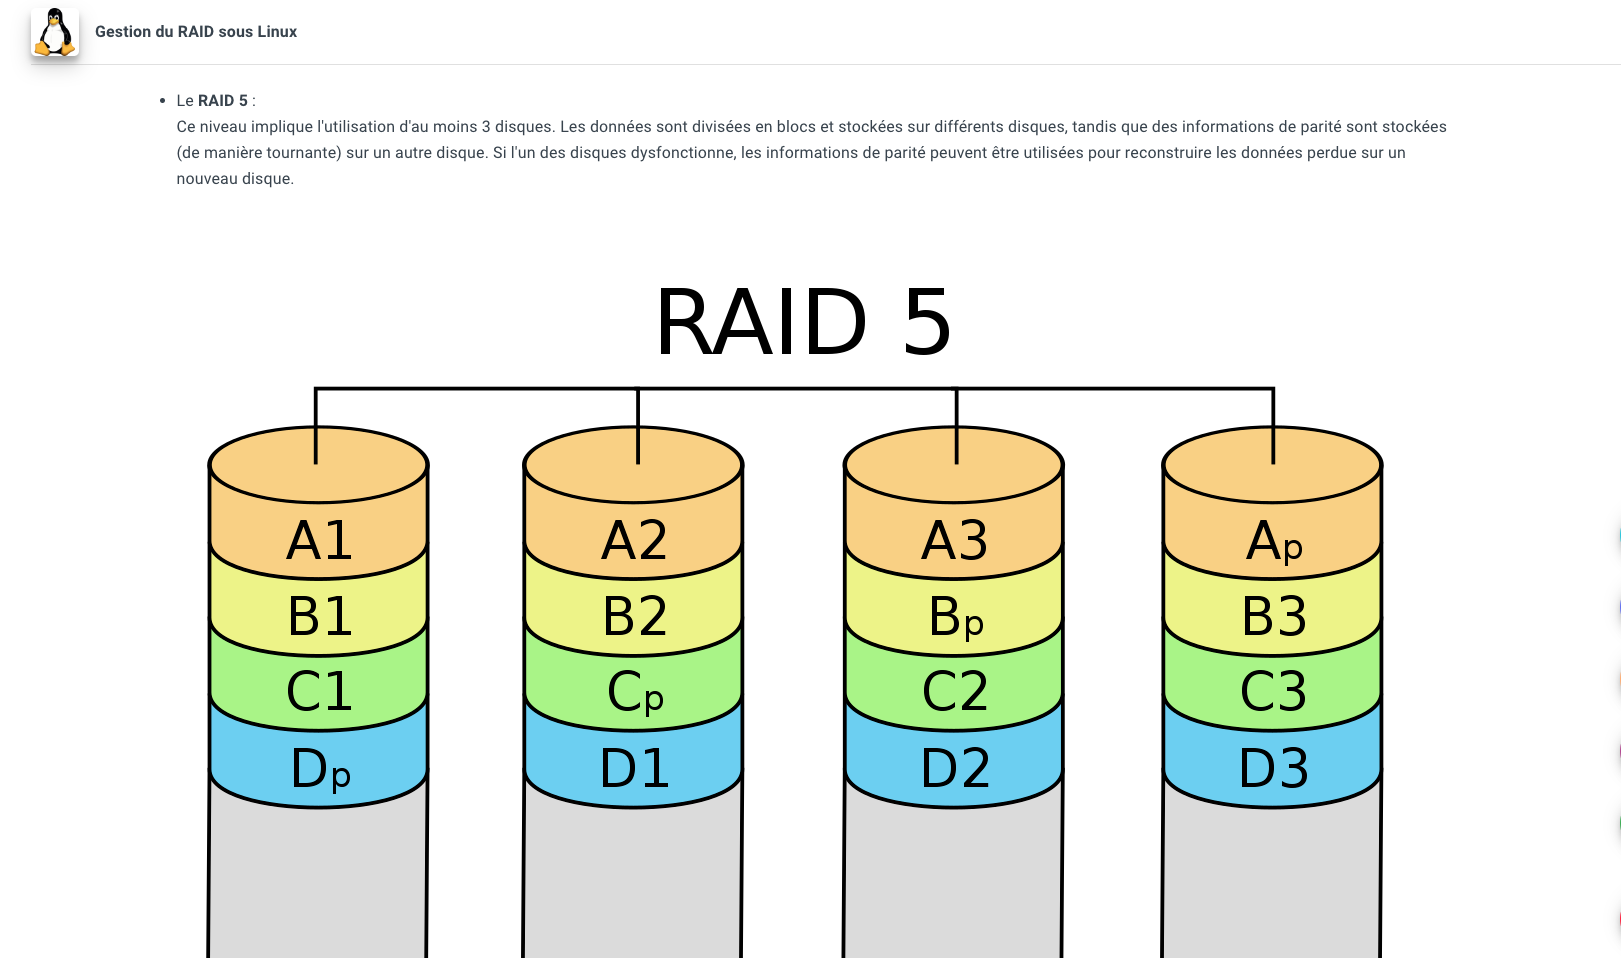 Gestion du RAID sous Linux
• Le RAID 5 :
Ce niveau implique l'utilisation d'au moins 3 disques. Les données sont divisées en blocs et stockées sur différents disques, tandis que des informations de parité sont stockées
(de manière tournante) sur un autre disque. Si l'un des disques dysfonctionne, les informations de parité peuvent être utilisées pour reconstruire les données perdue sur un
nouveau disque.
RAID 5
A1 A2 A3 Ap
B1 B2 Bp B3
C1 Cp C2 C3
Dp D1 D2 D3